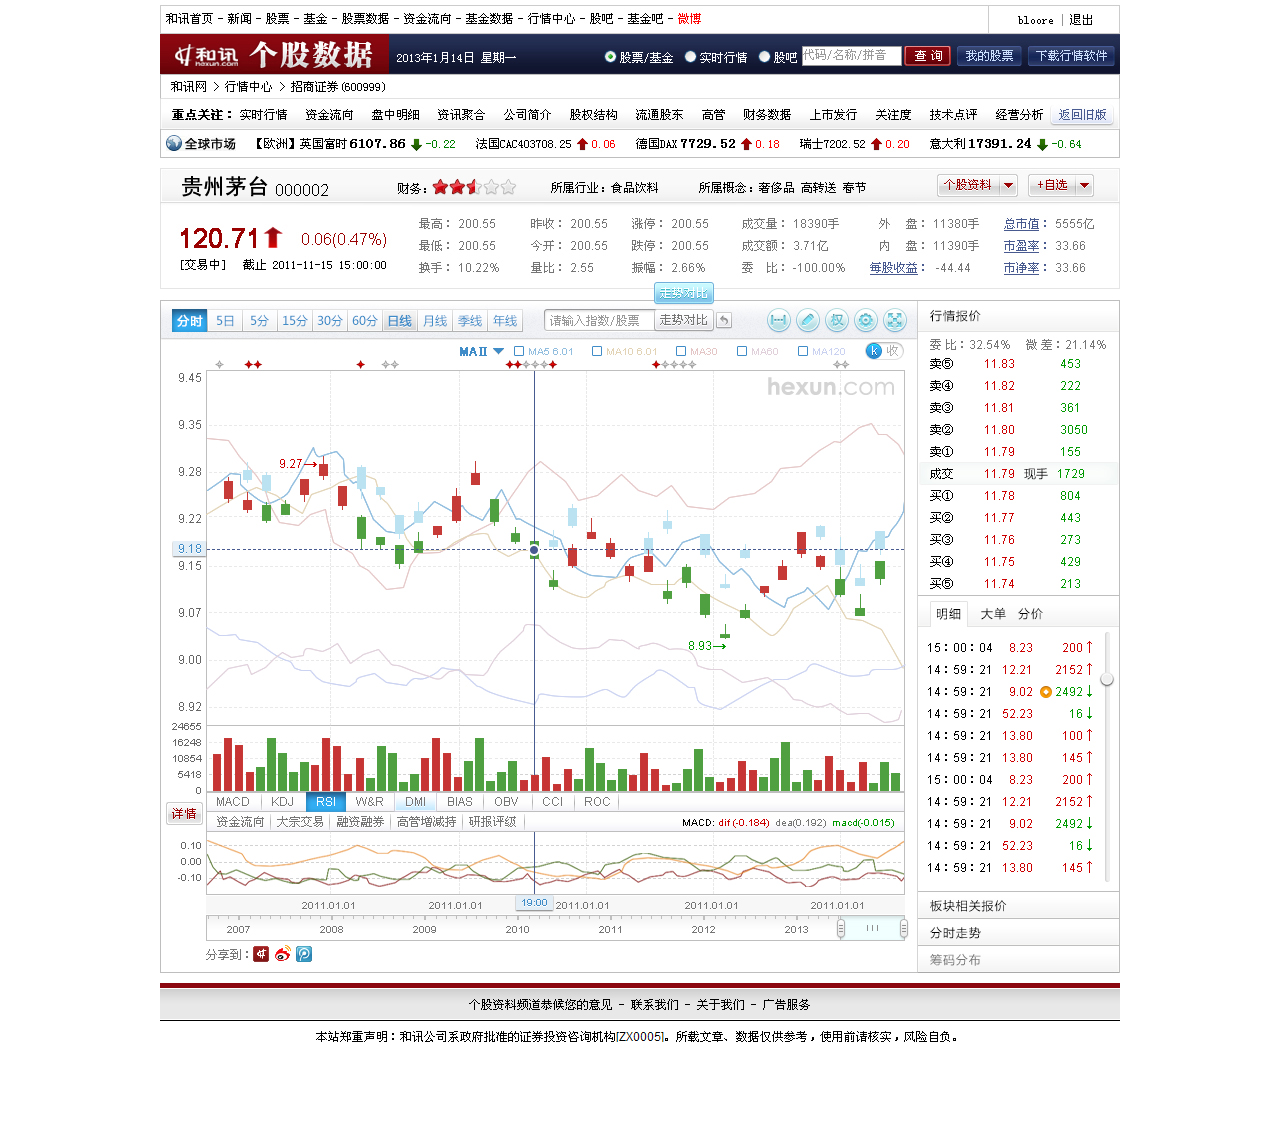 和讯首页 - 新闻 - 股票 - 基金 - 股票数据 - 资金流向 - 基金数据 - 行情中心 - 股吧 - 基金吧 - 微博
bloore | 退出
和讯 hexun.com 个股数据 2013年1月14日 星期一 股票/基金 实时行情 股吧 代码/名称/拼音 查 询 我的股票 下载行情软件
和讯网 > 行情中心 > 招商证券(600999)
重点关注： 实时行情 资金流向 盘中明细 资讯聚合 公司简介 股权结构 流通股东 高管 财务数据 上市发行 关注度 技术点评 经营分析 返回旧版
全球市场 【欧洲】英国富时6107.86 -0.22 法国CAC403708.25 0.06 德国DAX7729.52 0.18 瑞士7202.52 0.20 意大利17391.24 -0.64
贵州茅台 000002 财务： 所属行业：食品饮料 所属概念：奢侈品 高转送 春节 个股资料 +自选
最高： 200.55 昨收： 200.55 涨停： 200.55 成交量： 18390手 外 盘： 11380手 总市值： 5555亿
120.71 0.06(0.47%)
最低： 200.55 今开： 200.55 跌停： 200.55 成交额： 3.71亿 内 盘： 11390手 市盈率： 33.66
[交易中] 截止 2011-11-15 15:00:00
换手： 10.22% 量比： 2.55 振幅： 2.66% 委 比： -100.00% 每股收益： -44.44 市净率： 33.66
走势对比
分时 5日 5分 15分 30分 60分 日线 月线 季线 年线 请输入指数/股票 走势对比 权
MA II MA5 6.01 MA10 6.01 MA30 MA60 MA120 k 收
hexun.com
9.45
9.35
9.28
9.22
9.18
9.15
9.07
9.00
8.92
9.27→
8.93→
24655
16248
10854
5418
0
MACD KDJ RSI W&R DMI BIAS OBV CCI ROC
详情
资金流向 大宗交易 融资融券 高管增减持 研报评级 MACD: dif (-0.184) dea(0.192) macd(-0.015)
0.10
0.00
-0.10
2011.01.01 2011.01.01 19:00 2011.01.01 2011.01.01 2011.01.01
2007 2008 2009 2010 2011 2012 2013
分享到：
行情报价
委 比：32.54% 微 差：21.14%
卖⑤ 11.83 453
卖④ 11.82 222
卖③ 11.81 361
卖② 11.80 3050
卖① 11.79 155
成交 11.79 现手 1729
买① 11.78 804
买② 11.77 443
买③ 11.76 273
买④ 11.75 429
买⑤ 11.74 213
明细 大单 分价
15：00：04 8.23 200↑
14：59：21 12.21 2152↑
14：59：21 9.02 2492↓
14：59：21 52.23 16↓
14：59：21 13.80 100↑
14：59：21 13.80 145↑
15：00：04 8.23 200↑
14：59：21 12.21 2152↑
14：59：21 9.02 2492↓
14：59：21 52.23 16↓
14：59：21 13.80 145↑
板块相关报价
分时走势
筹码分布
个股资料频道恭候您的意见 - 联系我们 - 关于我们 - 广告服务
本站郑重声明：和讯公司系政府批准的证券投资咨询机构[ZX0005]。所载文章、数据仅供参考，使用前请核实，风险自负。